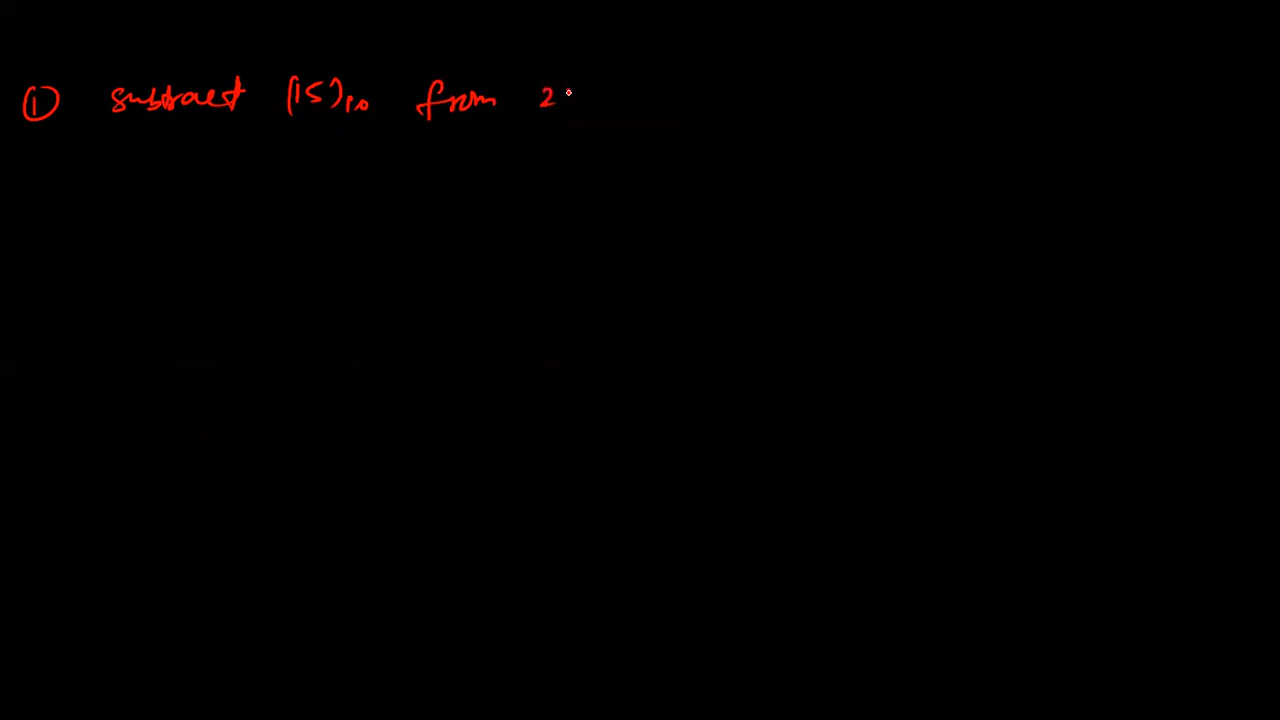 ① subtract (15)₁₀ from 2